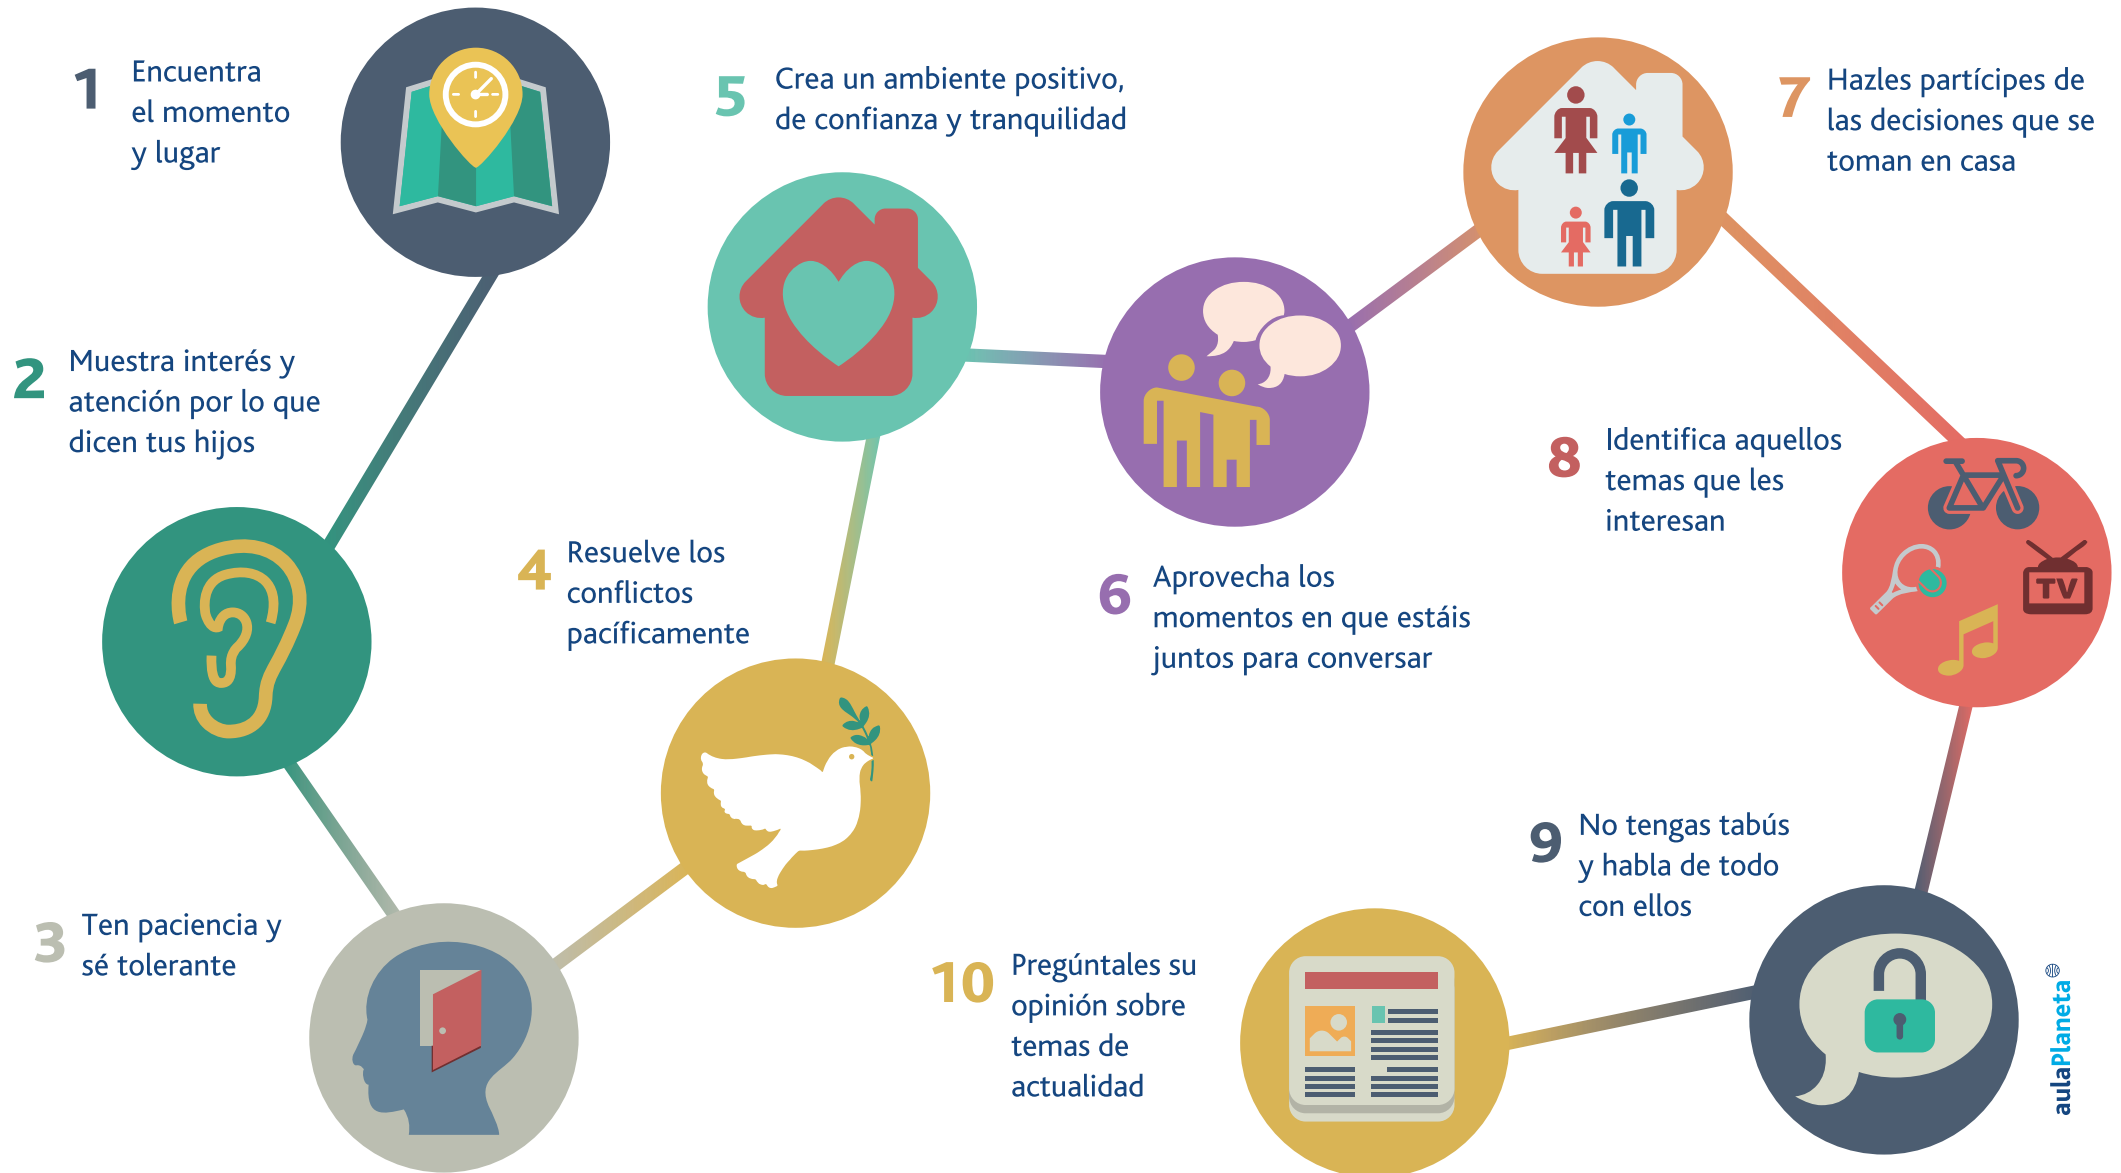 1
Encuentra
el momento
y lugar
2
Muestra interés y
atención por lo que
dicen tus hijos
3
Ten paciencia y
sé tolerante
4
Resuelve los
conflictos
pacíficamente
5
Crea un ambiente positivo,
de confianza y tranquilidad
6
Aprovecha los
momentos en que estáis
juntos para conversar
7
Hazles partícipes de
las decisiones que se
toman en casa
8
Identifica aquellos
temas que les
interesan
TV
9
No tengas tabús
y habla de todo
con ellos
10
Pregúntales su
opinión sobre
temas de
actualidad
aulaPlaneta